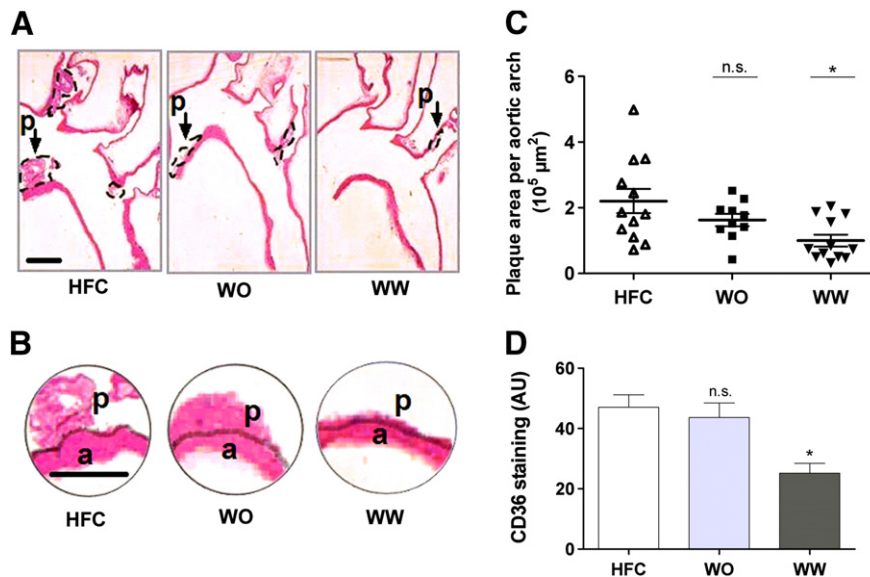 A
p
p
p
HFC
WO
WW
B
p
a
p
a
p
a
HFC
WO
WW
C
Plaque area per aortic arch
(10⁵ µm²)
6
4
2
0
n.s.
*
HFC
WO
WW
D
CD36 staining (AU)
60
40
20
0
n.s.
*
HFC
WO
WW